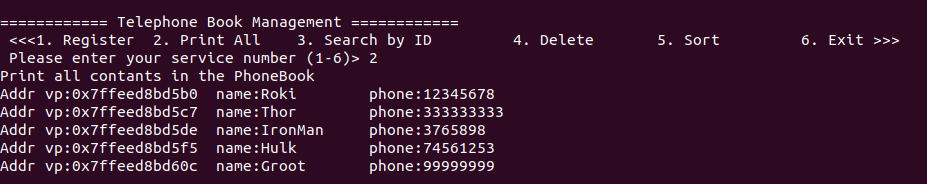 ============ Telephone Book Management ============
<<<1. Register  2. Print All    3. Search by ID         4. Delete       5. Sort         6. Exit >>>
Please enter your service number (1-6)> 2
Print all contants in the PhoneBook
Addr vp:0x7ffeed8bd5b0  name:Roki       phone:12345678
Addr vp:0x7ffeed8bd5c7  name:Thor       phone:333333333
Addr vp:0x7ffeed8bd5de  name:IronMan    phone:3765898
Addr vp:0x7ffeed8bd5f5  name:Hulk       phone:74561253
Addr vp:0x7ffeed8bd60c  name:Groot      phone:99999999